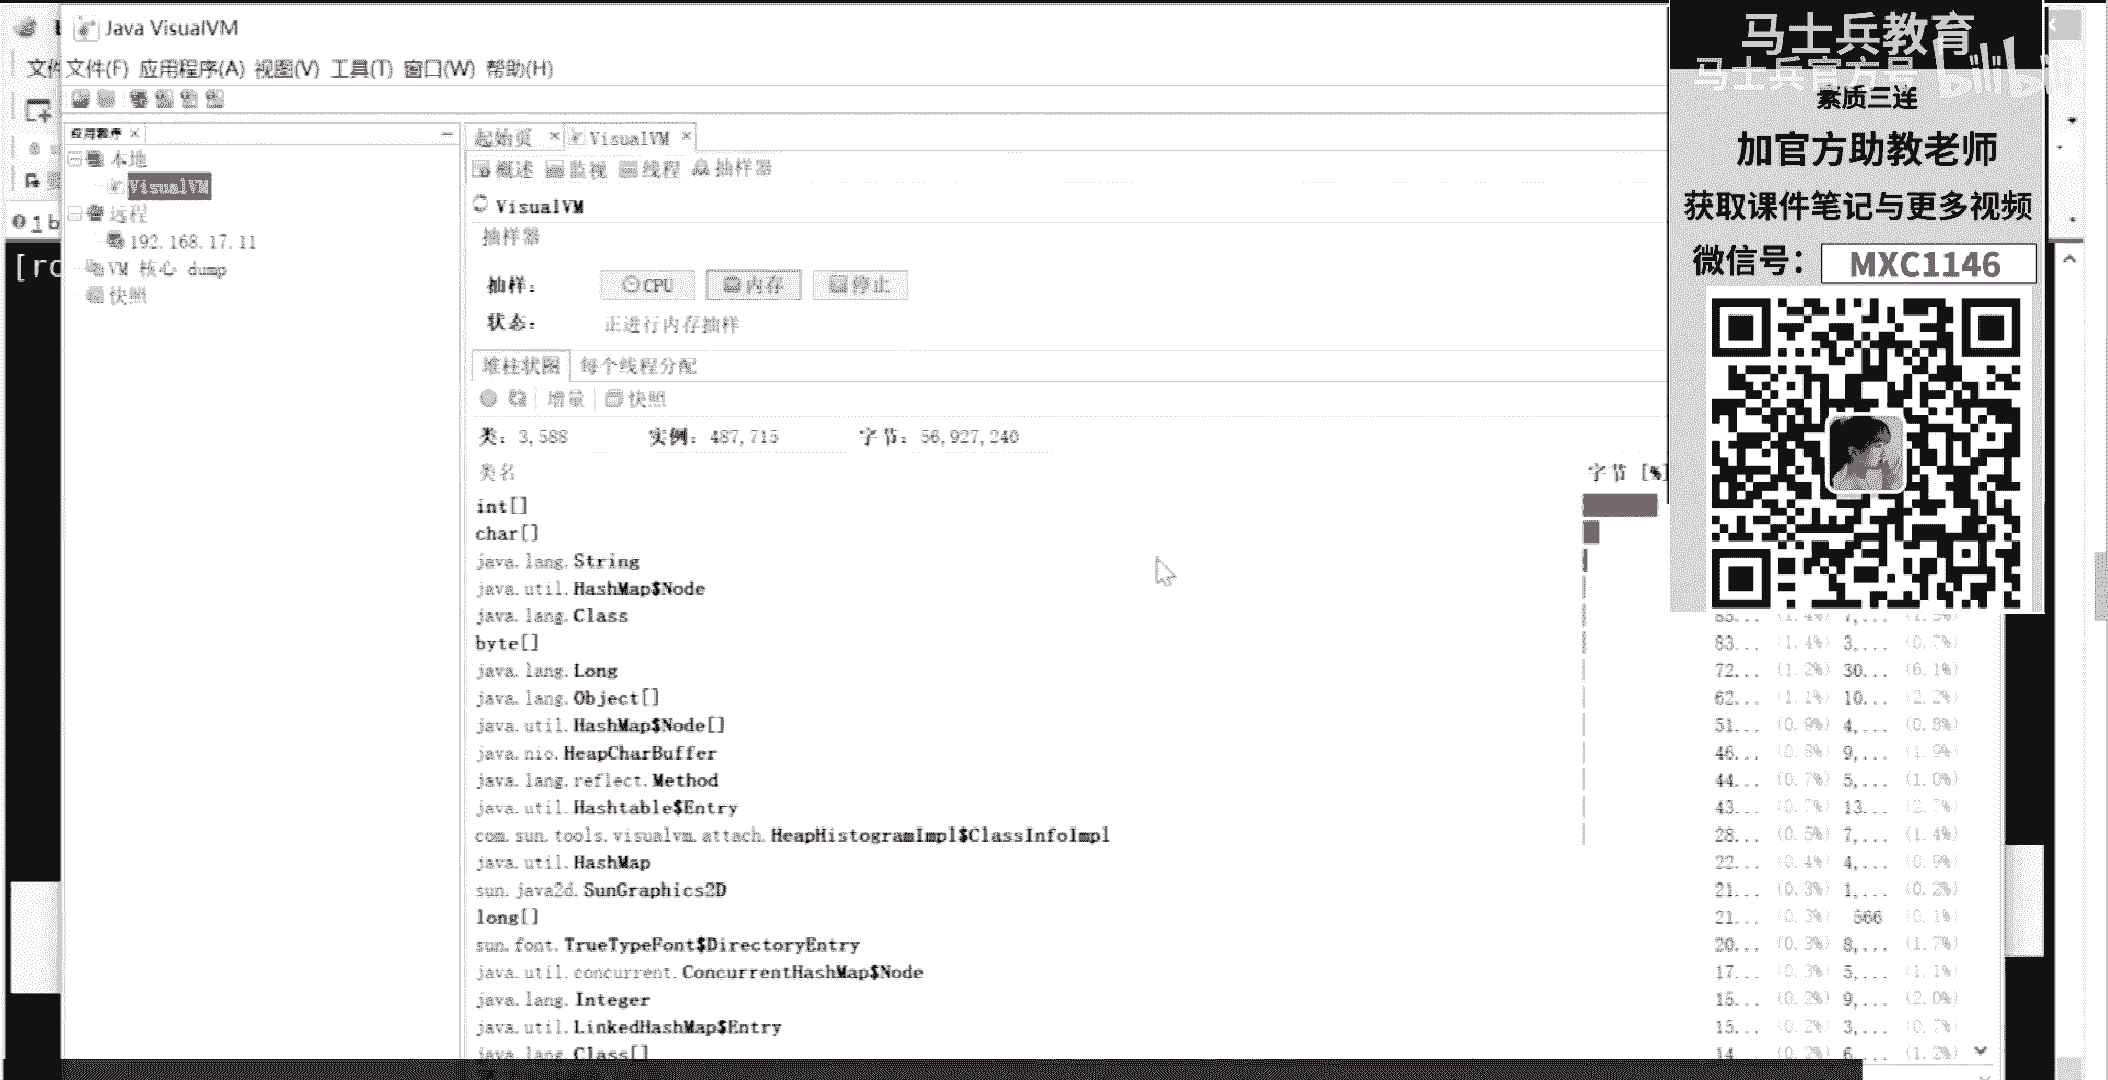 Java VisualVM
文件(F) 应用程序(A) 视图(V) 工具(T) 窗口(W) 帮助(H)
应用程序 ×
本地
VisualVM
远程
192.168.17.11
VM 核心 dump
快照
起始页 × VisualVM ×
概述 监视 线程 抽样器
VisualVM
抽样器
抽样: CPU 内存 停止
状态: 正进行内存抽样
堆柱状图 每个线程分配
增量 快照
类: 3,588 实例: 487,715 字节: 56,927,240
类名 字节 [%]
int[]
char[]
java.lang.String
java.util.HashMap$Node
java.lang.Class
byte[] 83... (1.4%) 3,... (0.7%)
java.lang.Long 72... (1.2%) 30... (6.1%)
java.lang.Object[] 62... (1.1%) 10... (2.2%)
java.util.HashMap$Node[] 51... (0.9%) 4,... (0.8%)
java.nio.HeapCharBuffer 46... (0.8%) 9,... (1.9%)
java.lang.reflect.Method 44... (0.7%) 5,... (1.0%)
java.util.Hashtable$Entry 43... (0.7%) 13... (2.7%)
com.sun.tools.visualvm.attach.HeapHistogramImpl$ClassInfoImpl 28... (0.5%) 7,... (1.4%)
java.util.HashMap 22... (0.4%) 4,... (0.9%)
sun.java2d.SunGraphics2D 21... (0.3%) 1,... (0.2%)
long[] 21... (0.3%) 566 (0.1%)
sun.font.TrueTypeFont$DirectoryEntry 20... (0.3%) 8,... (1.7%)
java.util.concurrent.ConcurrentHashMap$Node 17... (0.3%) 5,... (1.1%)
java.lang.Integer 15... (0.2%) 9,... (2.0%)
java.util.LinkedHashMap$Entry 15... (0.2%) 3,... (0.7%)
java.lang.Class[] 14... (0.2%) 6,... (1.2%)
马士兵教育
马士兵官方号 bilibili
素质三连
加官方助教老师
获取课件笔记与更多视频
微信号: MXC1146